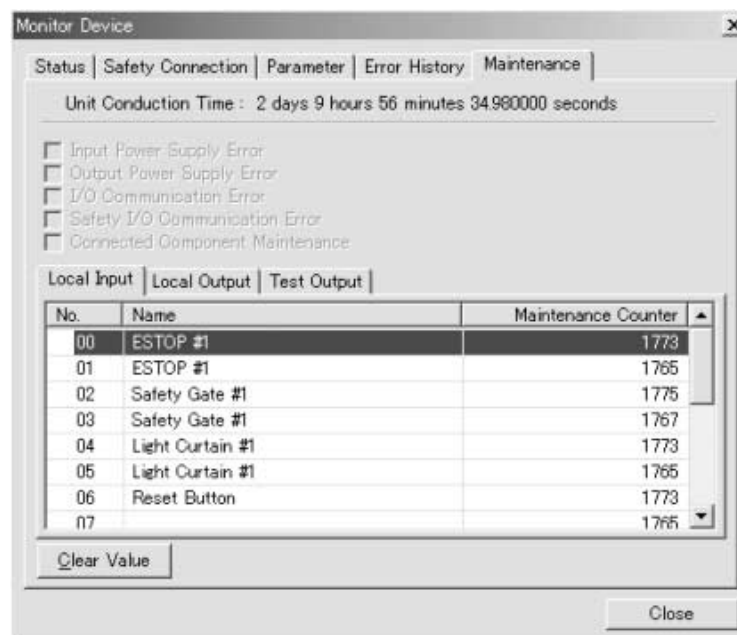 Monitor Device
Status Safety Connection Parameter Error History Maintenance
Unit Conduction Time : 2 days 9 hours 56 minutes 34.980000 seconds
Input Power Supply Error
Output Power Supply Error
I/O Communication Error
Safety I/O Communication Error
Connected Component Maintenance
Local Input Local Output Test Output
No. Name Maintenance Counter
00 ESTOP #1 1773
01 ESTOP #1 1765
02 Safety Gate #1 1775
03 Safety Gate #1 1767
04 Light Curtain #1 1773
05 Light Curtain #1 1765
06 Reset Button 1773
07 1765
Clear Value
Close